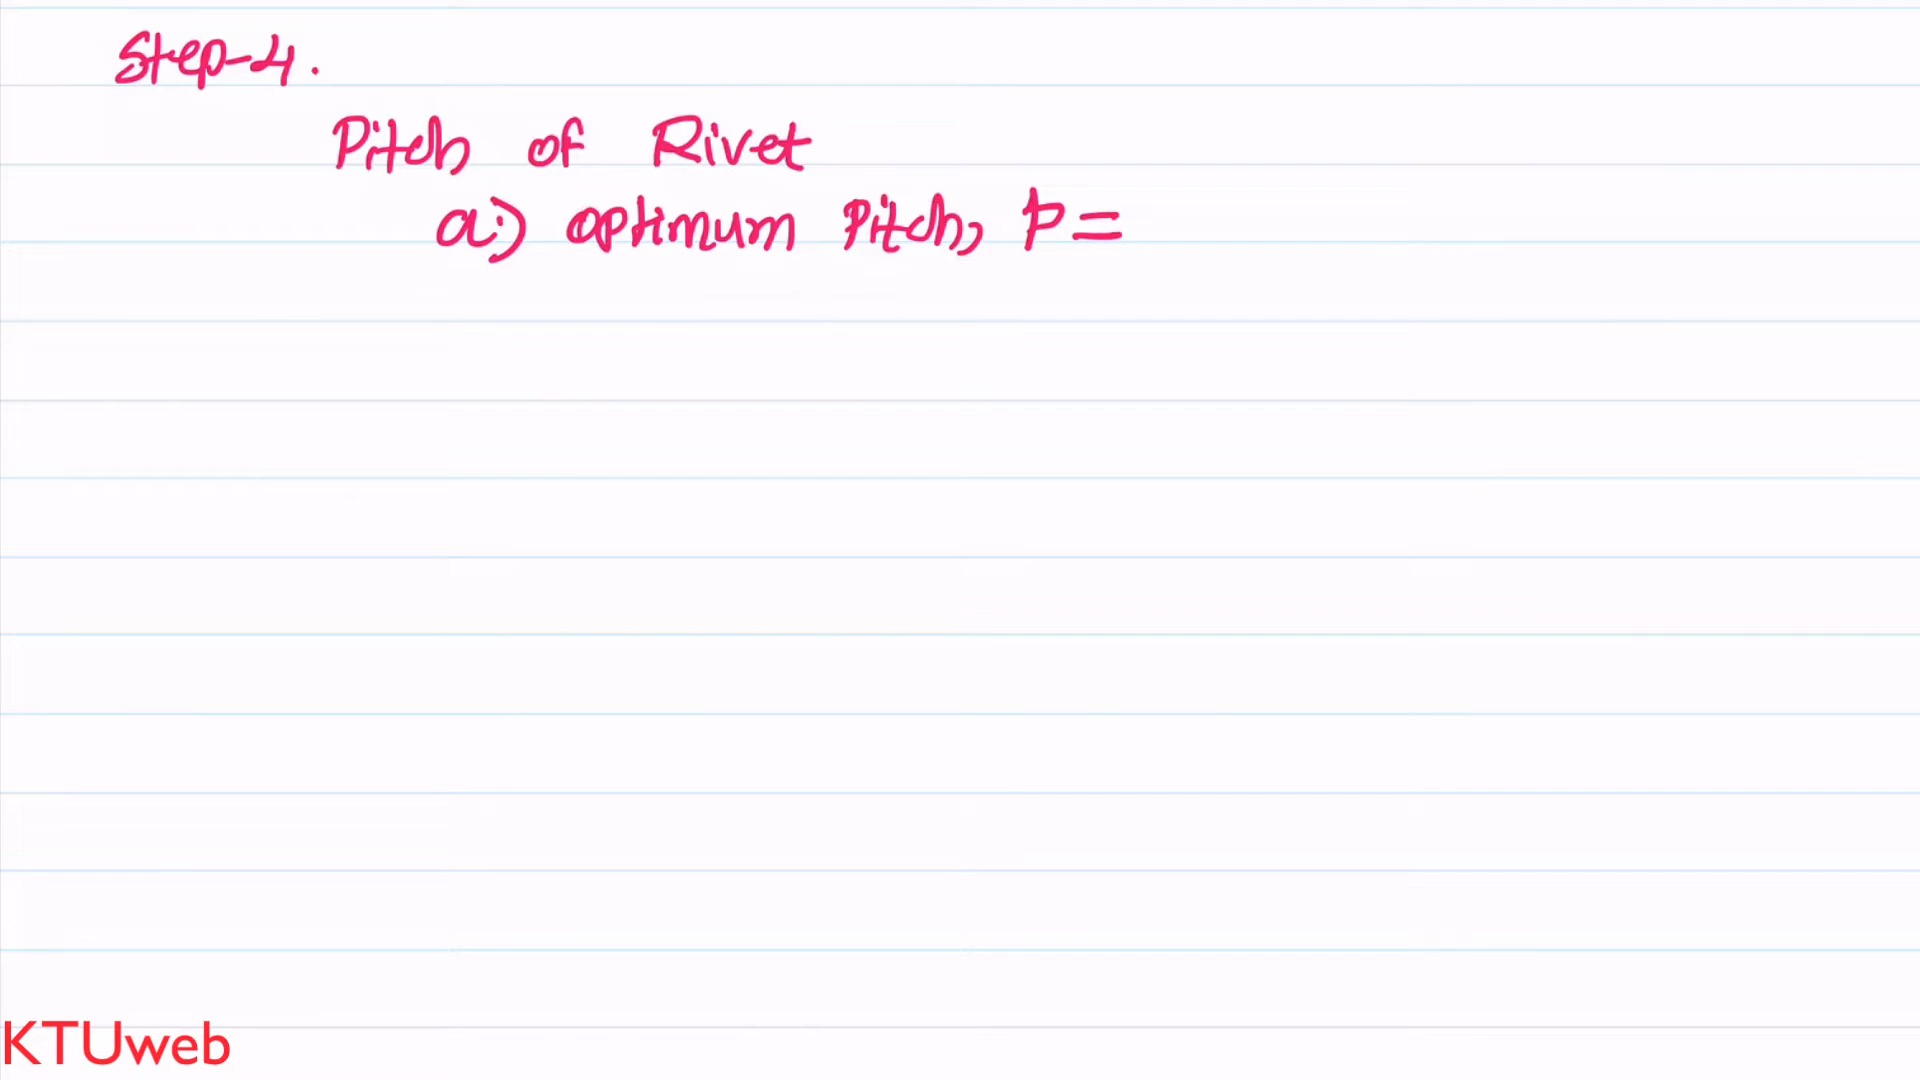 Step-4.
Pitch of Rivet
a:) optimum Pitch, p =
KTUweb